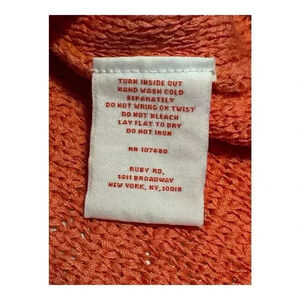 TURN INSIDE OUT
HAND WASH COLD
SEPARATELY
DO NOT WRING OR TWIST
DO NOT BLEACH
LAY FLAT TO DRY
DO NOT IRON
RN 107680
RUBY RD,
1411 BROADWAY
NEW YORK, NY, 10018